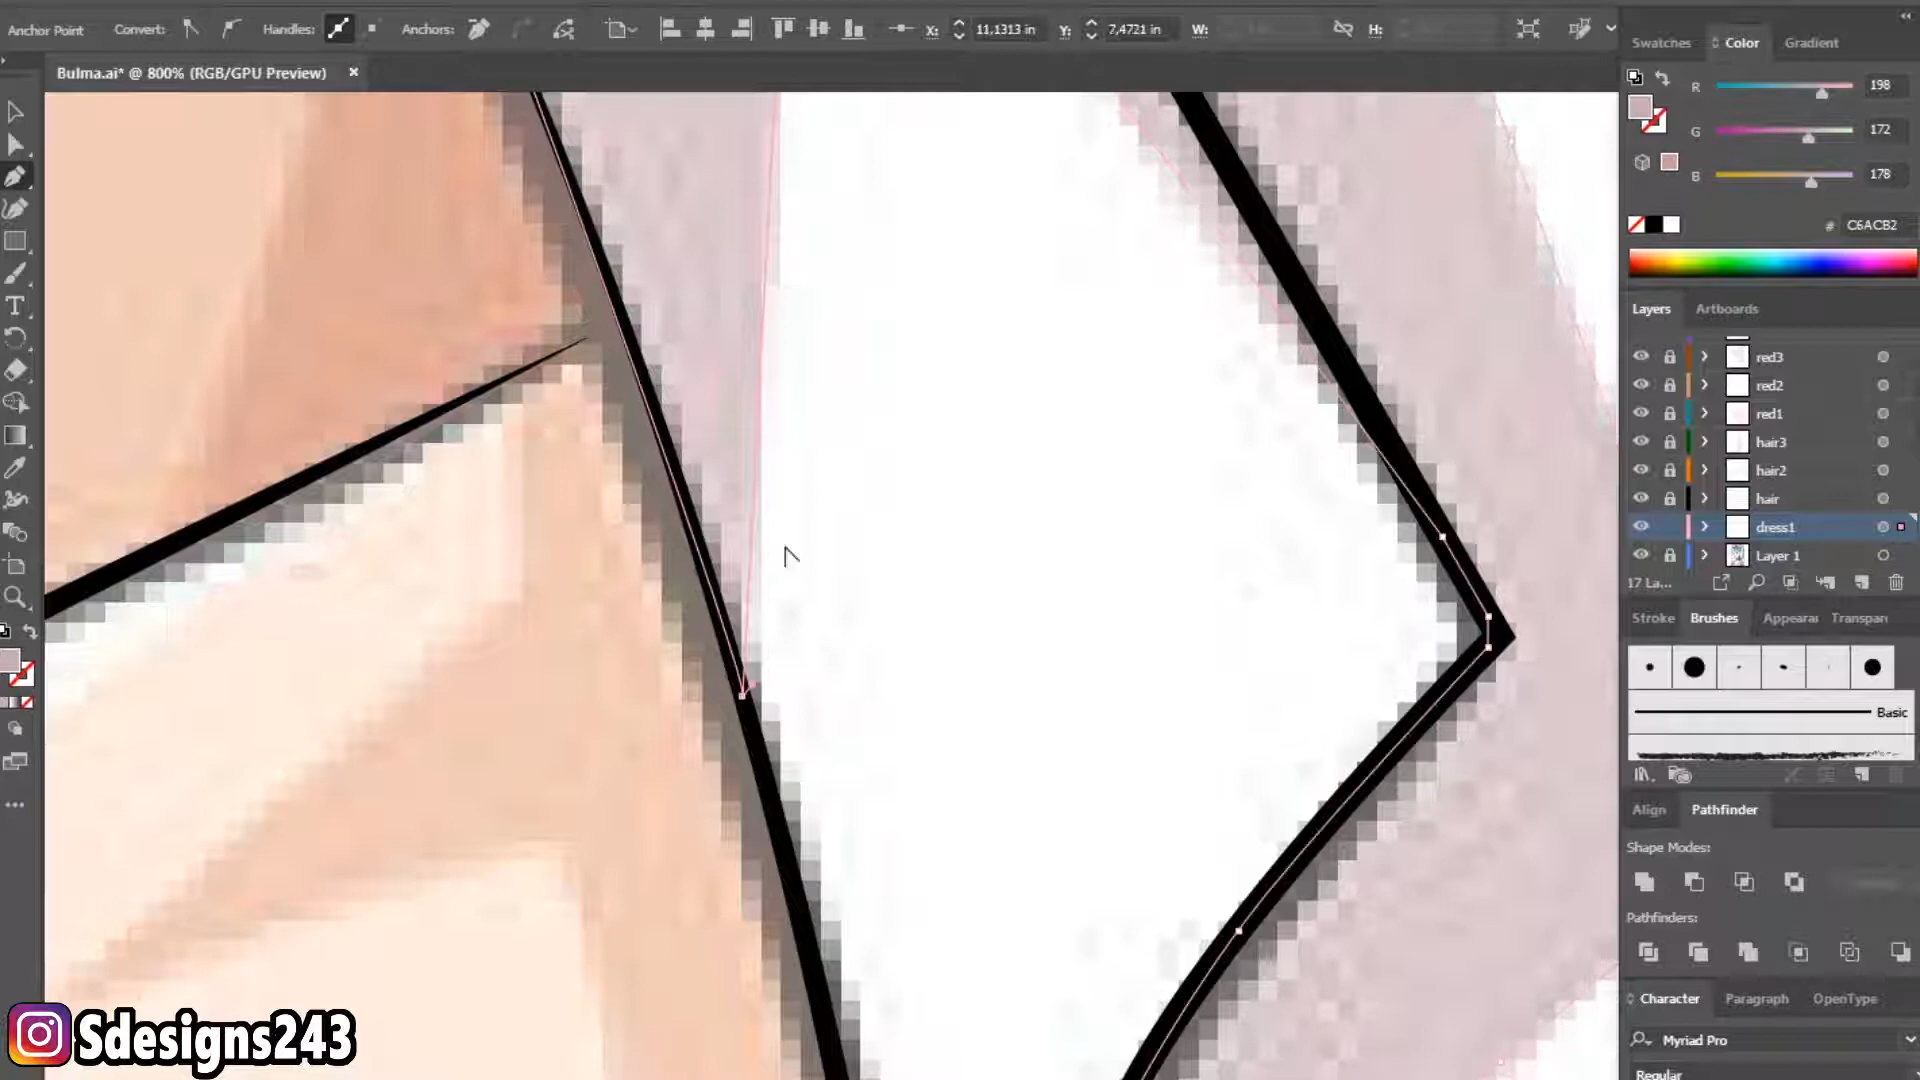 Anchor Point Convert: Handles: Anchors: X: 11,1313 in Y: 7,4721 in W: H:
Bulma.ai* @ 800% (RGB/GPU Preview) ×
Swatches Color Gradient
R 198
G 172
B 178
# C6ACB2
Layers Artboards
red3
red2
red1
hair3
hair2
hair
dress1
Layer 1
17 La...
Stroke Brushes Appearar Transpar
Basic
Align Pathfinder
Shape Modes:
Pathfinders:
Character Paragraph OpenType
Myriad Pro
Regular
Sdesigns243